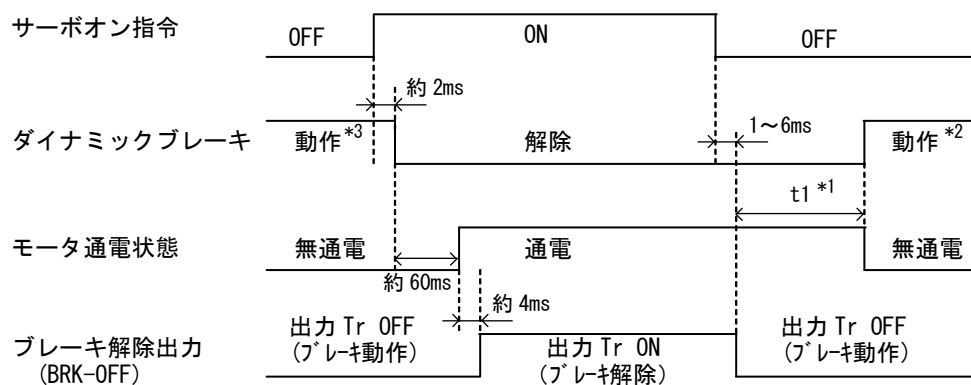 サーボオン指令
OFF
ON
OFF
約 2ms
ダイナミックブレーキ
動作*3
解除
1～6ms
動作*2
t1 *1
モータ通電状態
無通電
通電
無通電
約 60ms
約 4ms
ブレーキ解除出力
(BRK-OFF)
出力 Tr OFF
(ﾌﾞﾚｰｷ動作)
出力 Tr ON
(ﾌﾞﾚｰｷ解除)
出力 Tr OFF
(ﾌﾞﾚｰｷ動作)